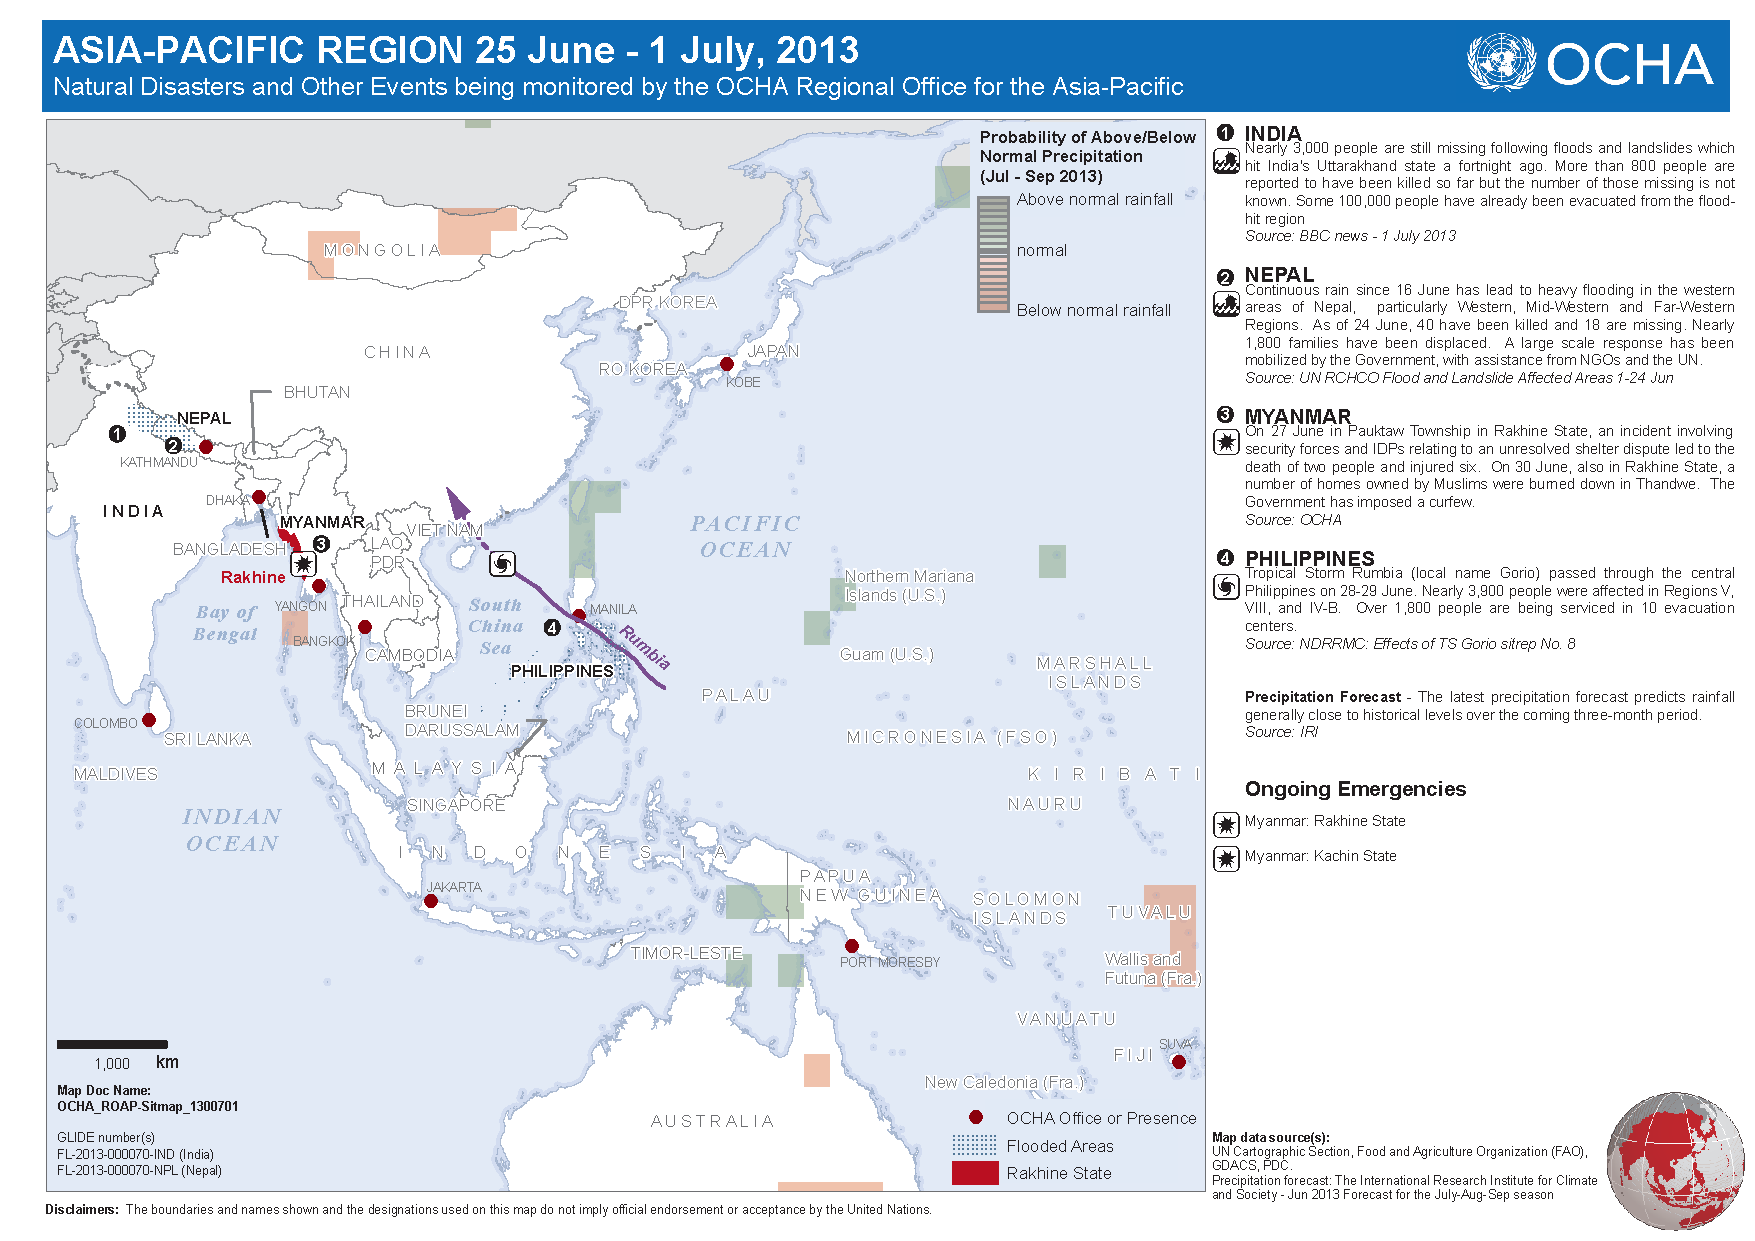 ASIA-PACIFIC REGION 25 June - 1 July, 2013
Natural Disasters and Other Events being monitored by the OCHA Regional Office for the Asia-Pacific
OCHA
Probability of Above/Below
Normal Precipitation
(Jul - Sep 2013)
Above normal rainfall
normal
Below normal rainfall
MONGOLIA
DPR KOREA
CHINA
JAPAN
RO KOREA
KOBE
BHUTAN
NEPAL
1
2
KATHMANDU
DHAKA
INDIA
MYANMAR
VIET NAM
PACIFIC
OCEAN
BANGLADESH
3
LAO
PDR
Rakhine
Northern Mariana
Islands (U.S.)
YANGON
THAILAND
South
China
Sea
MANILA
Bay of
Bengal
4
Rumbia
BANGKOK
CAMBODIA
Guam (U.S.)
MARSHALL
ISLANDS
PHILIPPINES
PALAU
BRUNEI
DARUSSALAM
COLOMBO
SRI LANKA
MICRONESIA (FSO)
MALDIVES
MALAYSIA
KIRIBATI
SINGAPORE
NAURU
INDIAN
OCEAN
INDONESIA
PAPUA
NEW GUINEA
JAKARTA
SOLOMON
ISLANDS
TUVALU
TIMOR-LESTE
PORT MORESBY
Wallis and
Futuna (Fra.)
VANUATU
SUVA
FIJI
New Caledonia (Fra.)
AUSTRALIA
1,000 km
Map Doc Name:
OCHA_ROAP-Sitmap_1300701
GLIDE number(s)
FL-2013-000070-IND (India)
FL-2013-000070-NPL (Nepal)
OCHA Office or Presence
Flooded Areas
Rakhine State
1 INDIA
Nearly 3,000 people are still missing following floods and landslides which
hit India's Uttarakhand state a fortnight ago. More than 800 people are
reported to have been killed so far but the number of those missing is not
known. Some 100,000 people have already been evacuated from the flood-
hit region
Source: BBC news - 1 July 2013
2 NEPAL
Continuous rain since 16 June has lead to heavy flooding in the western
areas of Nepal, particularly Western, Mid-Western and Far-Western
Regions. As of 24 June, 40 have been killed and 18 are missing. Nearly
1,800 families have been displaced. A large scale response has been
mobilized by the Government, with assistance from NGOs and the UN.
Source: UN RCHCO Flood and Landslide Affected Areas 1-24 Jun
3 MYANMAR
On 27 June in Pauktaw Township in Rakhine State, an incident involving
security forces and IDPs relating to an unresolved shelter dispute led to the
death of two people and injured six. On 30 June, also in Rakhine State, a
number of homes owned by Muslims were burned down in Thandwe. The
Government has imposed a curfew.
Source: OCHA
4 PHILIPPINES
Tropical Storm Rumbia (local name Gorio) passed through the central
Philippines on 28-29 June. Nearly 3,900 people were affected in Regions V,
VIII, and IV-B. Over 1,800 people are being serviced in 10 evacuation
centers.
Source: NDRRMC: Effects of TS Gorio sitrep No. 8
Precipitation Forecast - The latest precipitation forecast predicts rainfall
generally close to historical levels over the coming three-month period.
Source: IRI
Ongoing Emergencies
Myanmar: Rakhine State
Myanmar: Kachin State
Map data source(s):
UN Cartographic Section, Food and Agriculture Organization (FAO),
GDACS, PDC.
Precipitation forecast: The International Research Institute for Climate
and Society - Jun 2013 Forecast for the July-Aug-Sep season
Disclaimers: The boundaries and names shown and the designations used on this map do not imply official endorsement or acceptance by the United Nations.